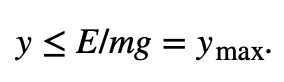 y ≤ E/mg = y_max.